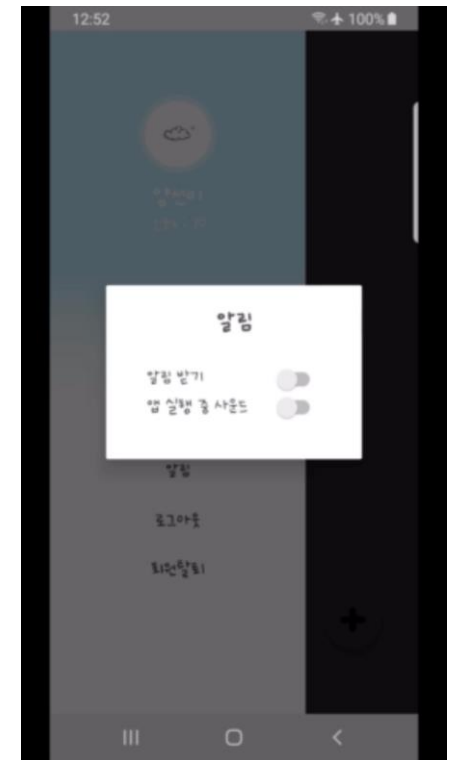 12:52
100%
알림
알림 받기
앱 실행 중 사운드
알림
로그아웃
회원탈퇴